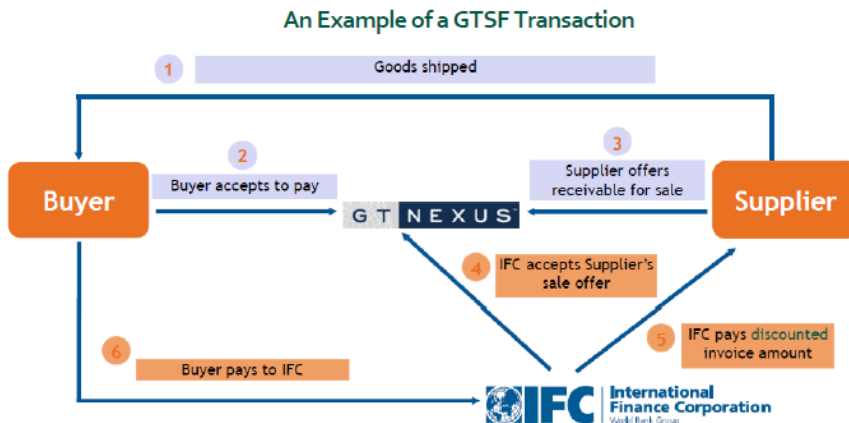 An Example of a GTSF Transaction
1
Goods shipped
2
Buyer accepts to pay
3
Supplier offers
receivable for sale
Buyer
GT NEXUS
Supplier
4
IFC accepts Supplier's
sale offer
5
IFC pays discounted
invoice amount
6
Buyer pays to IFC
IFC
International
Finance Corporation
World Bank Group